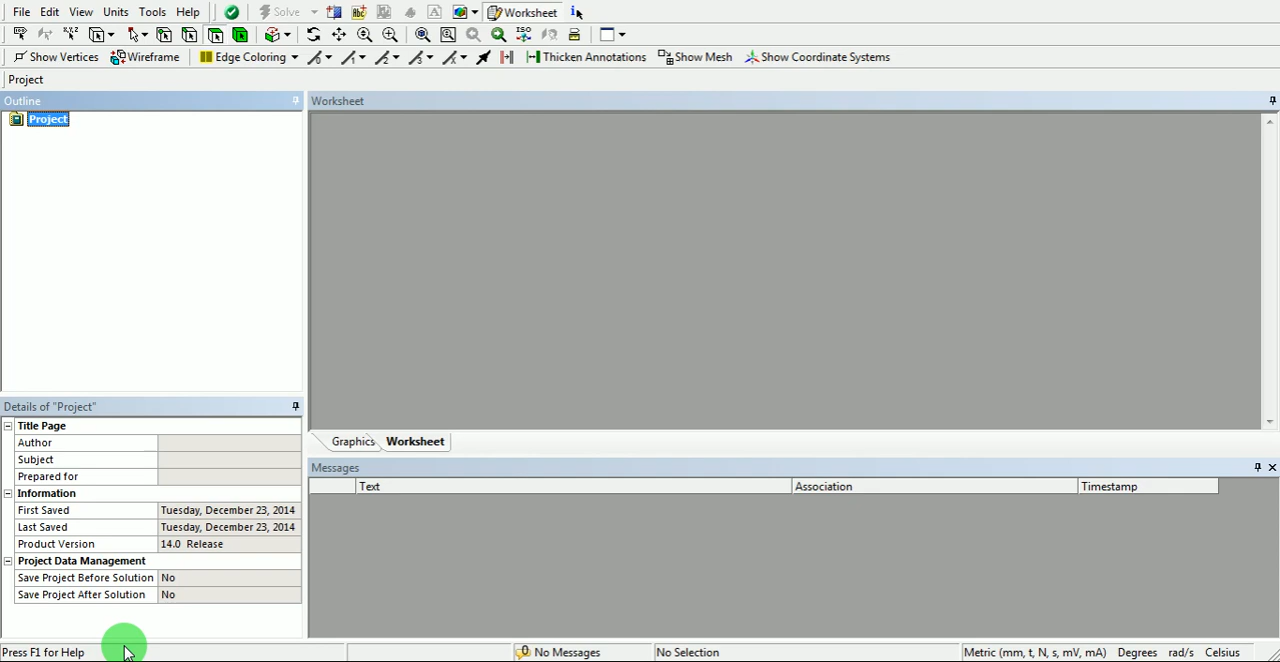 File Edit View Units Tools Help Solve Worksheet
Show Vertices Wireframe Edge Coloring Thicken Annotations Show Mesh Show Coordinate Systems
Project
Outline
Project
Worksheet
Graphics Worksheet
Details of "Project"
Title Page
Author
Subject
Prepared for
Information
First Saved Tuesday, December 23, 2014
Last Saved Tuesday, December 23, 2014
Product Version 14.0 Release
Project Data Management
Save Project Before Solution No
Save Project After Solution No
Messages
Text Association Timestamp
Press F1 for Help No Messages No Selection Metric (mm, t, N, s, mV, mA) Degrees rad/s Celsius